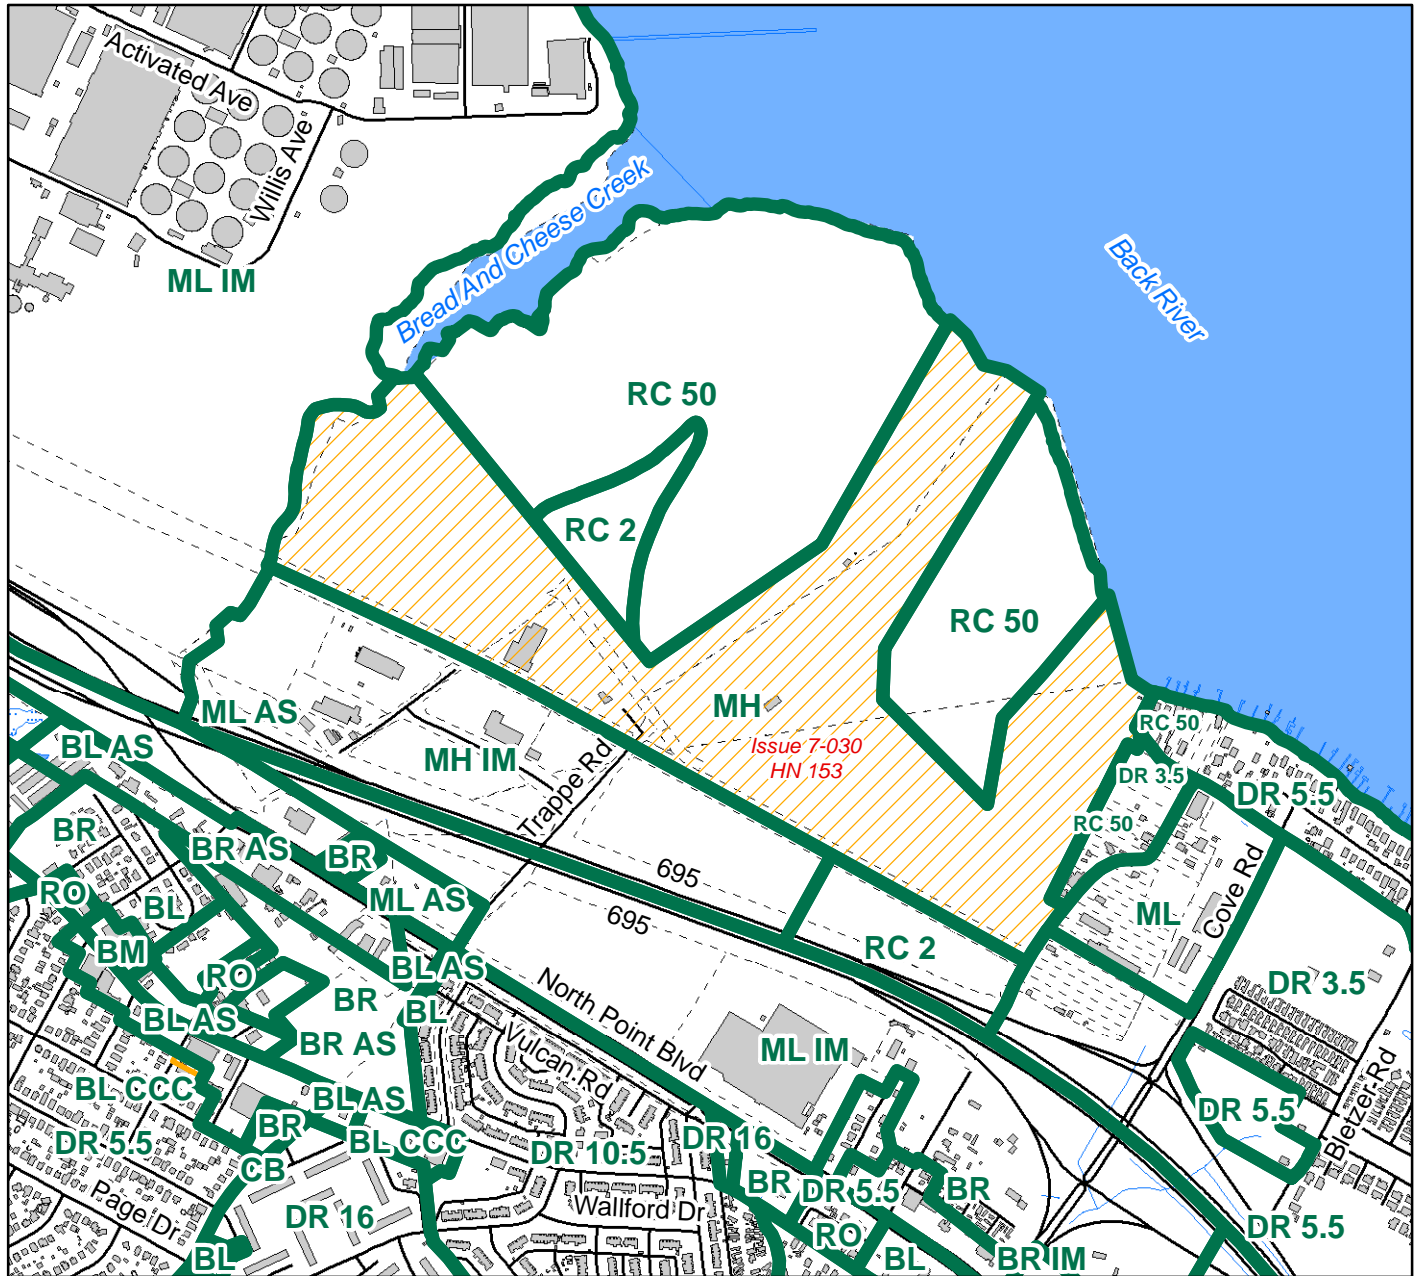 Activated Ave
Willis Ave
ML IM
Bread And Cheese Creek
Back River
RC 50
RC 2
RC 50
MH
Issue 7-030
HN 153
ML AS
BL AS
MH IM
Trappe Rd
RC 50
DR 3.5
DR 5.5
RC 50
BR
BR AS
BR
695
ML AS
RO
BL
695
ML
Cove Rd
BM
RO
BL AS
RC 2
DR 3.5
BR
BL
North Point Blvd
BL AS
BR AS
Vulcan Rd
ML IM
BL CCC
BL AS
DR 5.5
Bletzer Rd
DR 5.5
BR
BL CCC
DR 10.5
DR 16
CB
BR
DR 5.5
BR
Page Dr
DR 16
Wallford Dr
RO
DR 5.5
BL
BL
BR IM